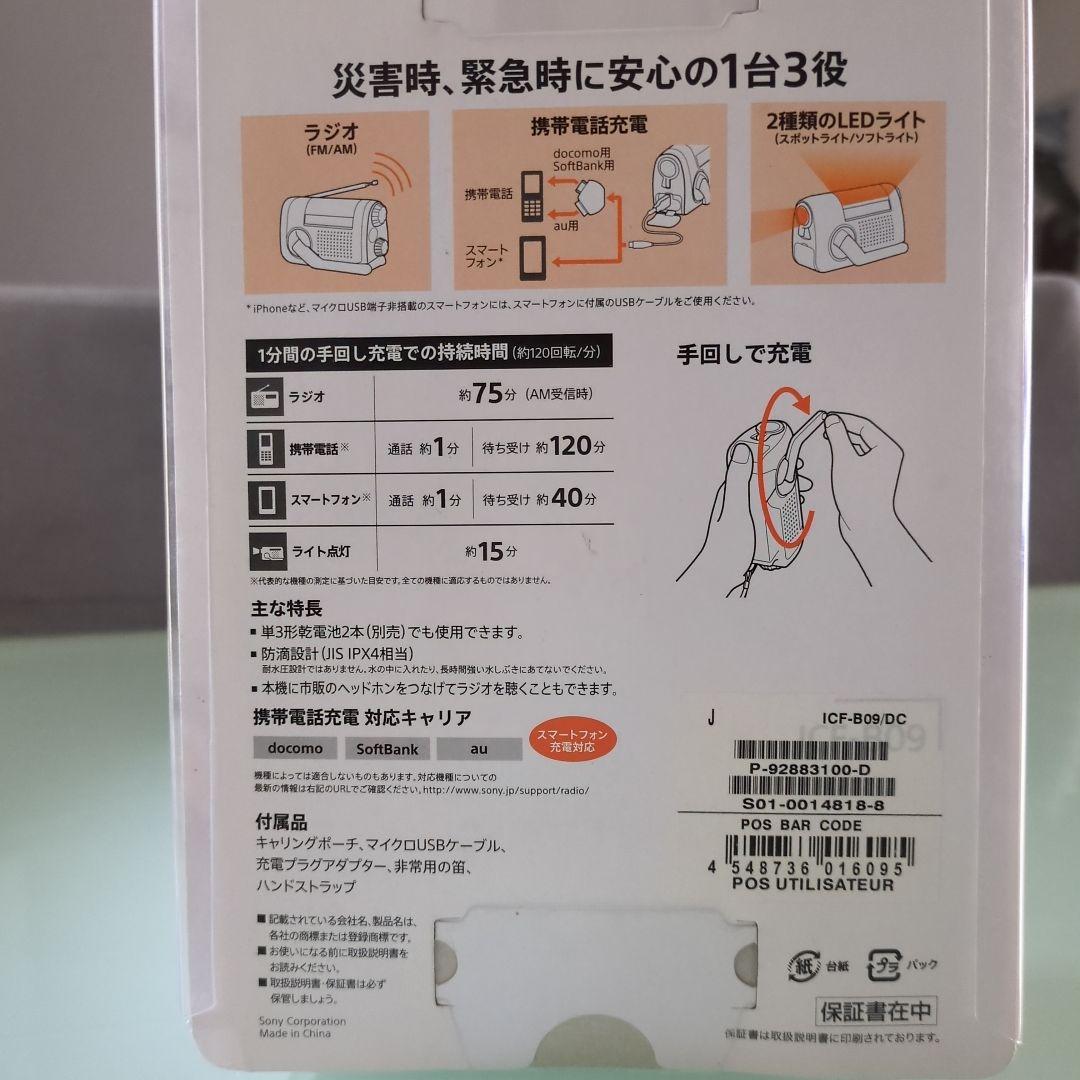 災害時、緊急時に安心の1台3役
ラジオ
(FM/AM)
携帯電話充電
docomo用
SoftBank用
携帯電話
au用
スマート
フォン*
2種類のLEDライト
(スポットライト/ソフトライト)
*iPhoneなど、マイクロUSB端子非搭載のスマートフォンには、スマートフォンに付属のUSBケーブルをご使用ください。
1分間の手回し充電での持続時間(約120回転/分)
ラジオ 約75分(AM受信時)
携帯電話※ 通話 約1分 待ち受け 約120分
スマートフォン※ 通話 約1分 待ち受け 約40分
ライト点灯 約15分
※代表的な機種の測定に基づいた目安です。全ての機種に適応するものではありません。
手回しで充電
主な特長
■ 単3形乾電池2本(別売)でも使用できます。
■ 防滴設計(JIS IPX4相当)
耐水圧設計ではありません。水の中に入れたり、長時間強い水しぶきにあてないでください。
■ 本機に市販のヘッドホンをつなげてラジオを聴くこともできます。
携帯電話充電 対応キャリア
docomo SoftBank au
スマートフォン
充電対応
機種によっては適合しないものもあります。対応機種についての
最新の情報は右記のURLでご確認ください。http://www.sony.jp/support/radio/
付属品
キャリングポーチ、マイクロUSBケーブル、
充電プラグアダプター、非常用の笛、
ハンドストラップ
■ 記載されている会社名、製品名は、
各社の商標または登録商標です。
■ お使いになる前に取扱説明書を
お読みください。
■ 取扱説明書・保証書は必ず
保管しましょう。
Sony Corporation
Made in China
J ICF-B09/DC
ICF-B09
P-92883100-D
S01-0014818-8
POS BAR CODE
4 548736 016095
POS UTILISATEUR
紙 台紙 プラ パック
保証書在中
保証書は取扱説明書に印刷されております。